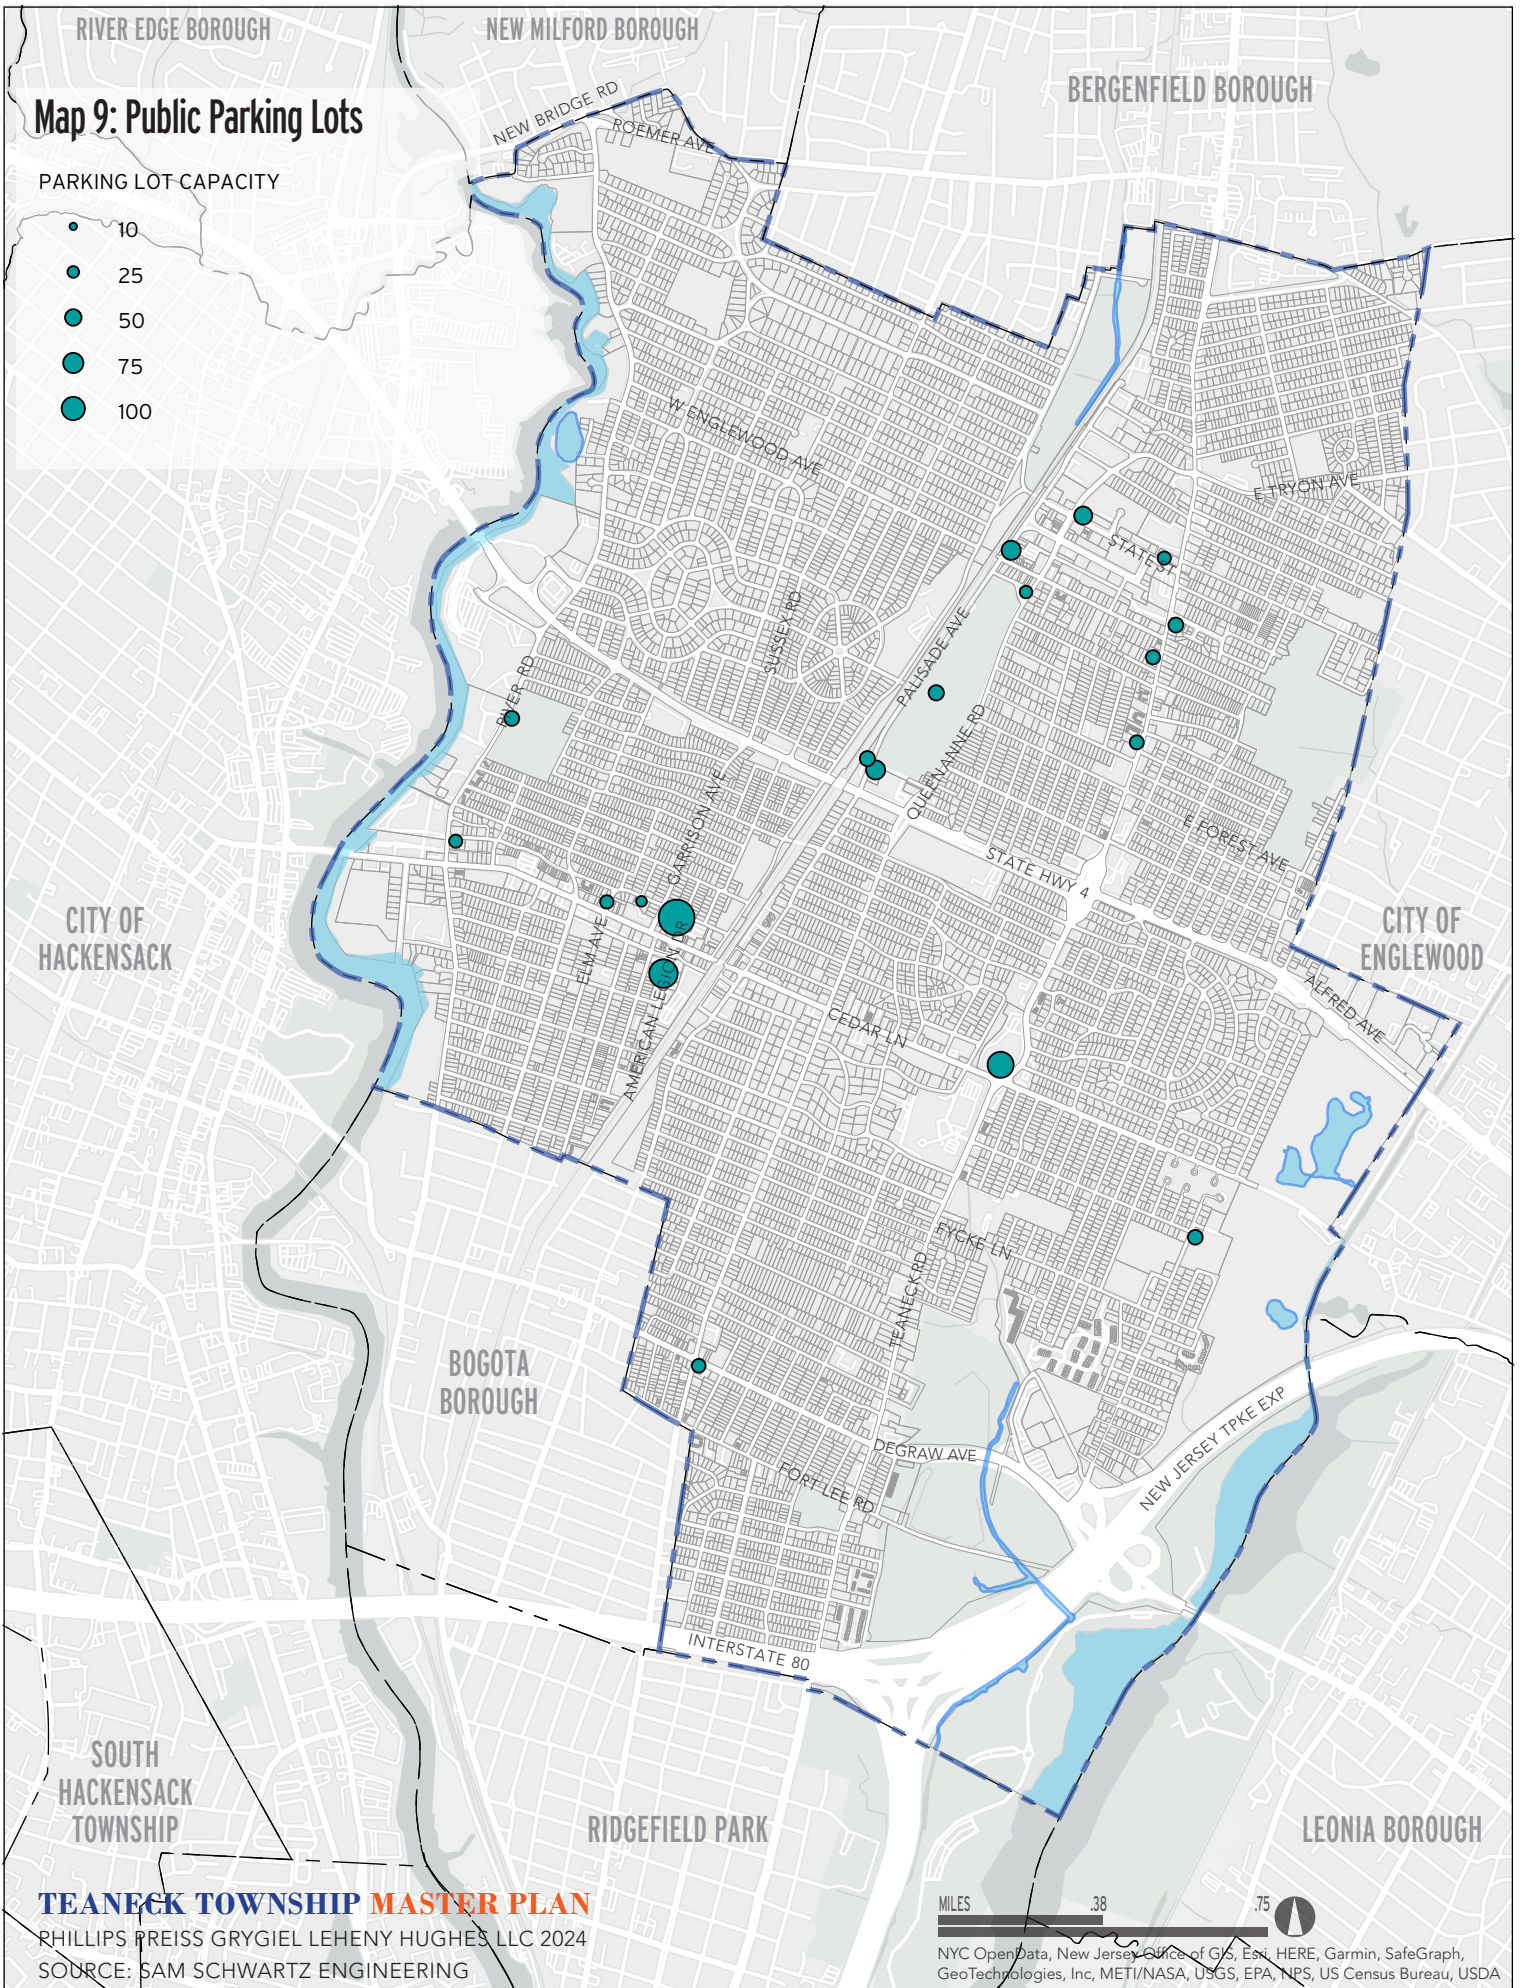 RIVER EDGE BOROUGH
NEW MILFORD BOROUGH
BERGENFIELD BOROUGH
Map 9: Public Parking Lots
PARKING LOT CAPACITY
10
25
50
75
100
NEW BRIDGE RD
ROEMER AVE
W ENGLEWOOD AVE
E TRYON AVE
STATE ST
SUSSEX RD
PALISADE AVE
RIVER RD
QUEEN ANNE RD
GARRISON AVE
E FOREST AVE
STATE HWY 4
CITY OF
HACKENSACK
CITY OF
ENGLEWOOD
ELM AVE
AMERICAN LEGION DR
ALFRED AVE
CEDAR LN
FYCKE LN
TEANECK RD
BOGOTA
BOROUGH
DEGRAW AVE
NEW JERSEY TPKE EXP
FORT LEE RD
INTERSTATE 80
SOUTH
HACKENSACK
TOWNSHIP
RIDGEFIELD PARK
LEONIA BOROUGH
TEANECK TOWNSHIP MASTER PLAN
PHILLIPS PREISS GRYGIEL LEHENY HUGHES LLC 2024
SOURCE: SAM SCHWARTZ ENGINEERING
MILES .38 .75
NYC OpenData, New Jersey Office of GIS, Esri, HERE, Garmin, SafeGraph,
GeoTechnologies, Inc, METI/NASA, USGS, EPA, NPS, US Census Bureau, USDA